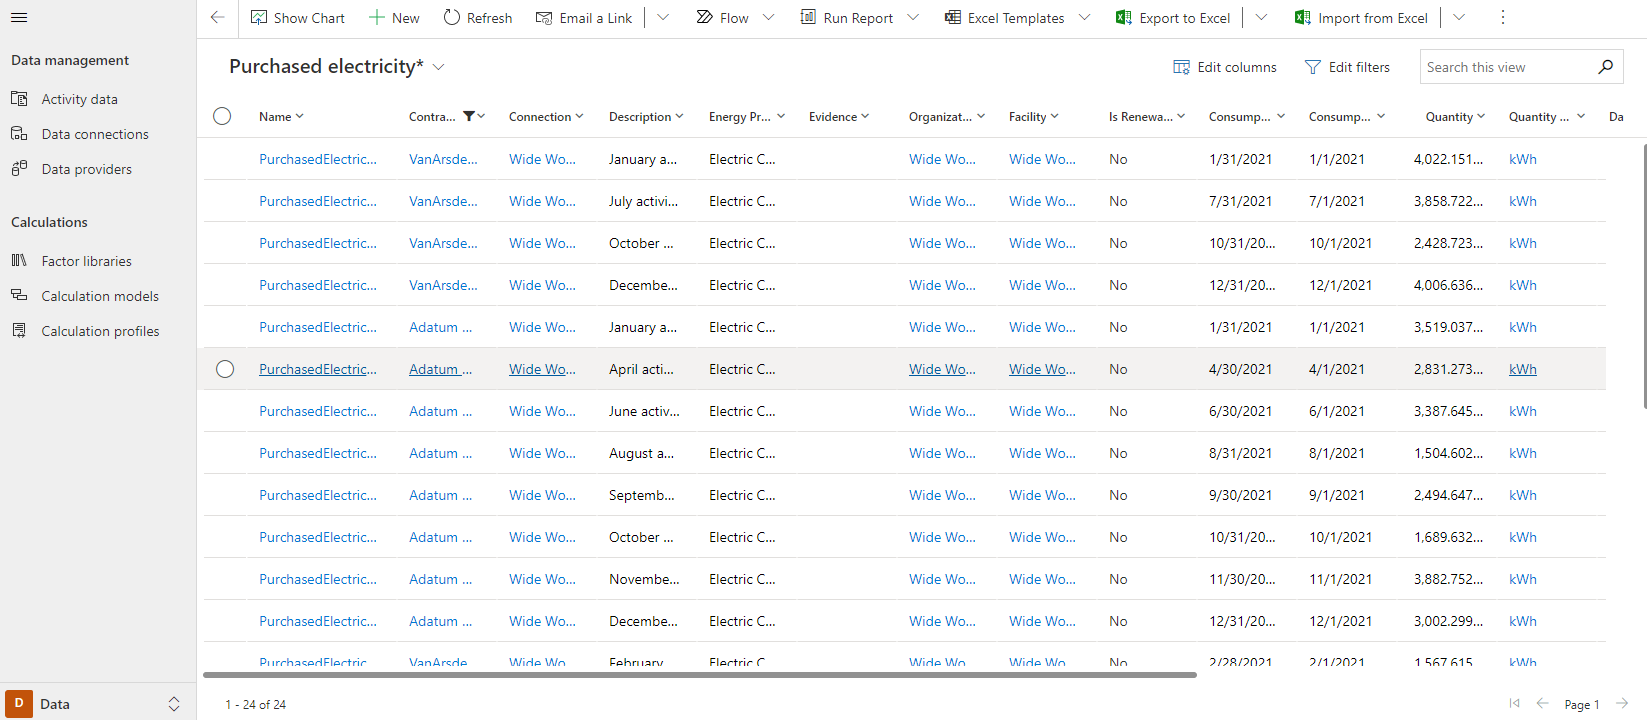 Show Chart New Refresh Email a Link Flow Run Report Excel Templates Export to Excel Import from Excel
Data management
Activity data
Data connections
Data providers
Calculations
Factor libraries
Calculation models
Calculation profiles
D Data
Purchased electricity*
Edit columns Edit filters Search this view
Name Contra... Connection Description Energy Pr... Evidence Organizat... Facility Is Renewa... Consump... Consump... Quantity Quantity ... Da
PurchasedElectric... VanArsde... Wide Wo... January a... Electric C... Wide Wo... Wide Wo... No 1/31/2021 1/1/2021 4,022.151... kWh
PurchasedElectric... VanArsde... Wide Wo... July activi... Electric C... Wide Wo... Wide Wo... No 7/31/2021 7/1/2021 3,858.722... kWh
PurchasedElectric... VanArsde... Wide Wo... October ... Electric C... Wide Wo... Wide Wo... No 10/31/20... 10/1/2021 2,428.723... kWh
PurchasedElectric... VanArsde... Wide Wo... Decembe... Electric C... Wide Wo... Wide Wo... No 12/31/20... 12/1/2021 4,006.636... kWh
PurchasedElectric... Adatum ... Wide Wo... January a... Electric C... Wide Wo... Wide Wo... No 1/31/2021 1/1/2021 3,519.037... kWh
PurchasedElectric... Adatum ... Wide Wo... April acti... Electric C... Wide Wo... Wide Wo... No 4/30/2021 4/1/2021 2,831.273... kWh
PurchasedElectric... Adatum ... Wide Wo... June activ... Electric C... Wide Wo... Wide Wo... No 6/30/2021 6/1/2021 3,387.645... kWh
PurchasedElectric... Adatum ... Wide Wo... August a... Electric C... Wide Wo... Wide Wo... No 8/31/2021 8/1/2021 1,504.602... kWh
PurchasedElectric... Adatum ... Wide Wo... Septemb... Electric C... Wide Wo... Wide Wo... No 9/30/2021 9/1/2021 2,494.647... kWh
PurchasedElectric... Adatum ... Wide Wo... October ... Electric C... Wide Wo... Wide Wo... No 10/31/20... 10/1/2021 1,689.632... kWh
PurchasedElectric... Adatum ... Wide Wo... Novembe... Electric C... Wide Wo... Wide Wo... No 11/30/20... 11/1/2021 3,882.752... kWh
PurchasedElectric... Adatum ... Wide Wo... Decembe... Electric C... Wide Wo... Wide Wo... No 12/31/20... 12/1/2021 3,002.299... kWh
PurchasedElectric VanArsde Wide Wo February Electric C Wide Wo Wide Wo No 2/28/2021 2/1/2021 1,567.615 kWh
1 - 24 of 24 Page 1